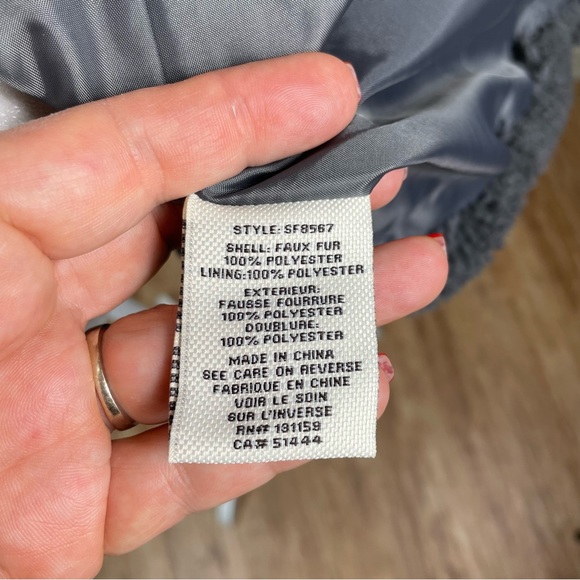 STYLE: SF8567
SHELL: FAUX FUR
100% POLYESTER
LINING:100% POLYESTER
EXTERIEUR:
FAUSSE FOURRURE
100% POLYESTER
DOUBLURE:
100% POLYESTER
MADE IN CHINA
SEE CARE ON REVERSE
FABRIQUE EN CHINE
VOIR LE SOIN
SUR L'INVERSE
RN# 131159
CA# 51444